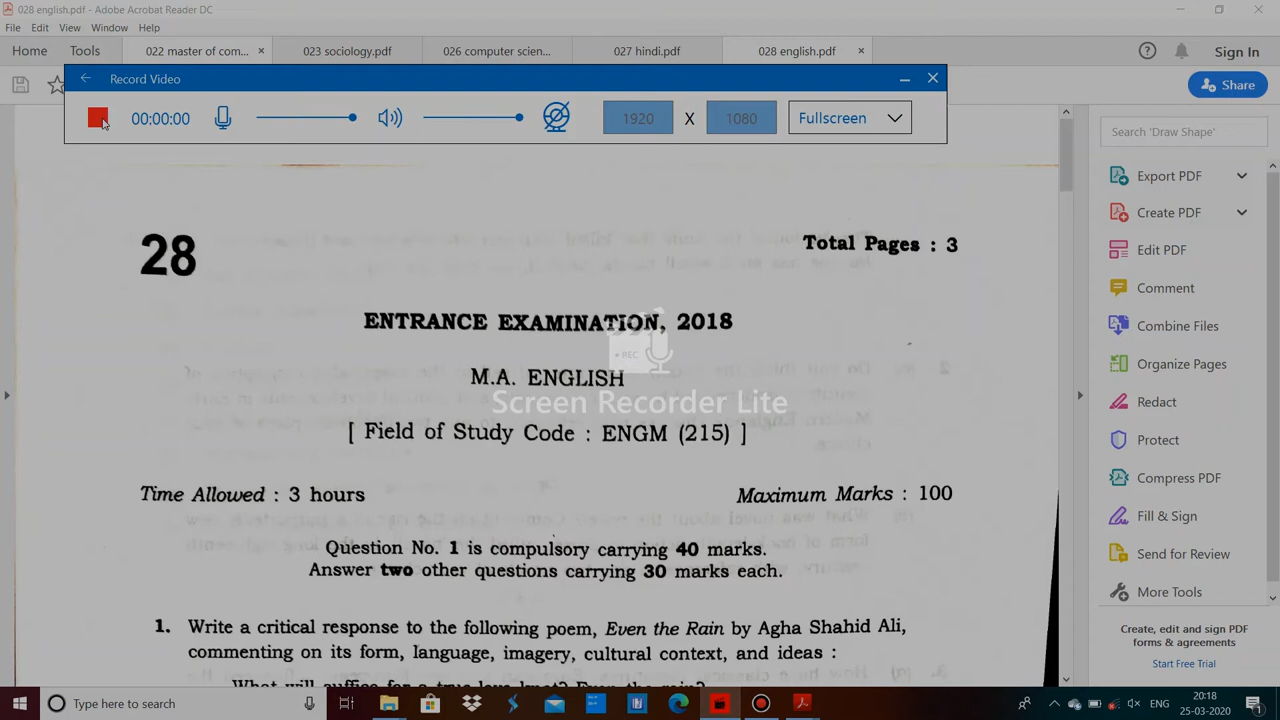 028 english.pdf - Adobe Acrobat Reader DC
File Edit View Window Help
Home Tools 022 master of com... × 023 sociology.pdf 026 computer scien... 027 hindi.pdf 028 english.pdf × Sign In
Record Video
Share
00:00:00 1920 X 1080 Fullscreen
Search 'Draw Shape'
Export PDF
Create PDF
Edit PDF
Comment
Combine Files
Organize Pages
Redact
Protect
Compress PDF
Fill & Sign
Send for Review
More Tools
Create, edit and sign PDF
forms & agreements
Start Free Trial
28
Total Pages : 3
ENTRANCE EXAMINATION, 2018
REC
M.A. ENGLISH
Screen Recorder Lite
[ Field of Study Code : ENGM (215) ]
Time Allowed : 3 hours
Maximum Marks : 100
Question No. 1 is compulsory carrying 40 marks.
Answer two other questions carrying 30 marks each.
1. Write a critical response to the following poem, Even the Rain by Agha Shahid Ali,
commenting on its form, language, imagery, cultural context, and ideas :
Type here to search
ENG
20:18
25-03-2020